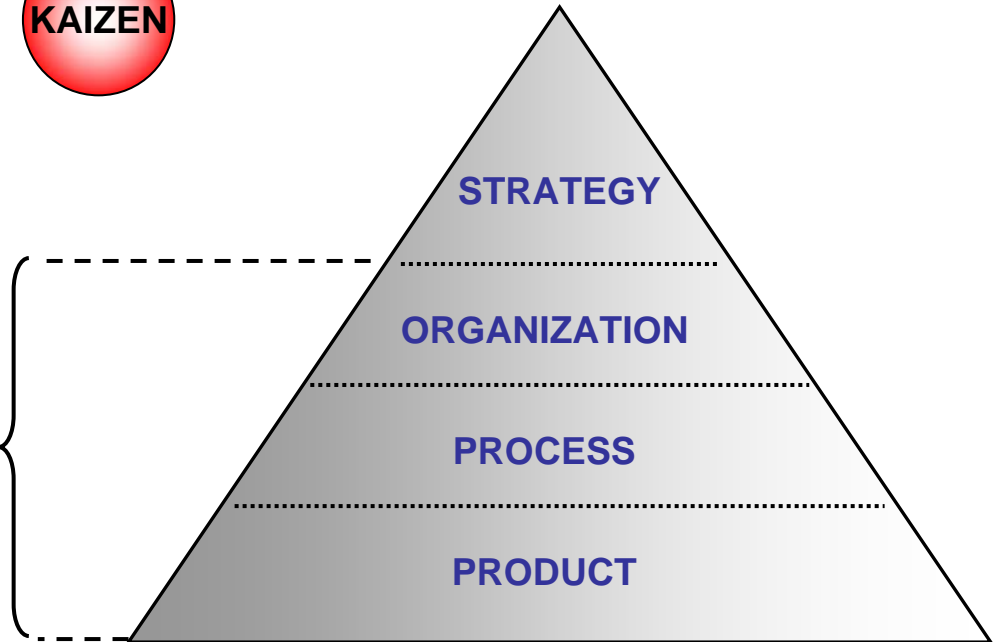 KAIZEN
STRATEGY
ORGANIZATION
PROCESS
PRODUCT